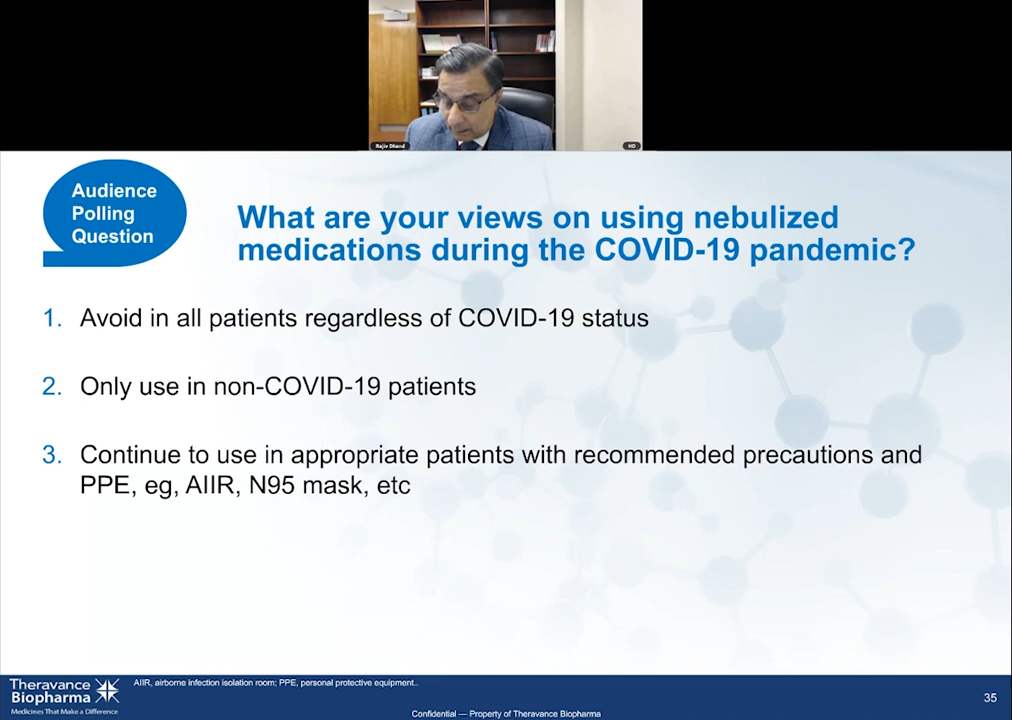 Rajiv Dhand
HD
Audience
Polling
Question
What are your views on using nebulized
medications during the COVID-19 pandemic?
1. Avoid in all patients regardless of COVID-19 status
2. Only use in non-COVID-19 patients
3. Continue to use in appropriate patients with recommended precautions and
PPE, eg, AIIR, N95 mask, etc
Theravance
Biopharma
Medicines That Make a Difference
AIIR, airborne infection isolation room; PPE, personal protective equipment..
Confidential — Property of Theravance Biopharma
35